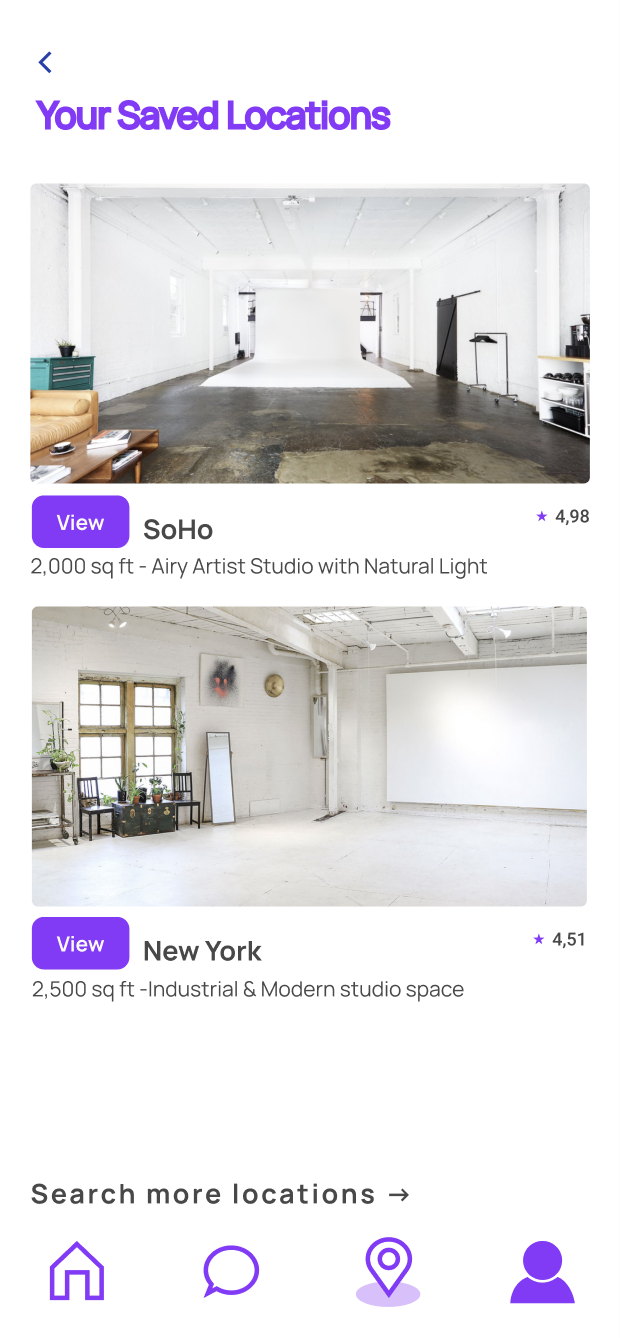 Your Saved Locations
View SoHo
★ 4,98
2,000 sq ft - Airy Artist Studio with Natural Light
View New York
★ 4,51
2,500 sq ft -Industrial & Modern studio space
Search more locations →